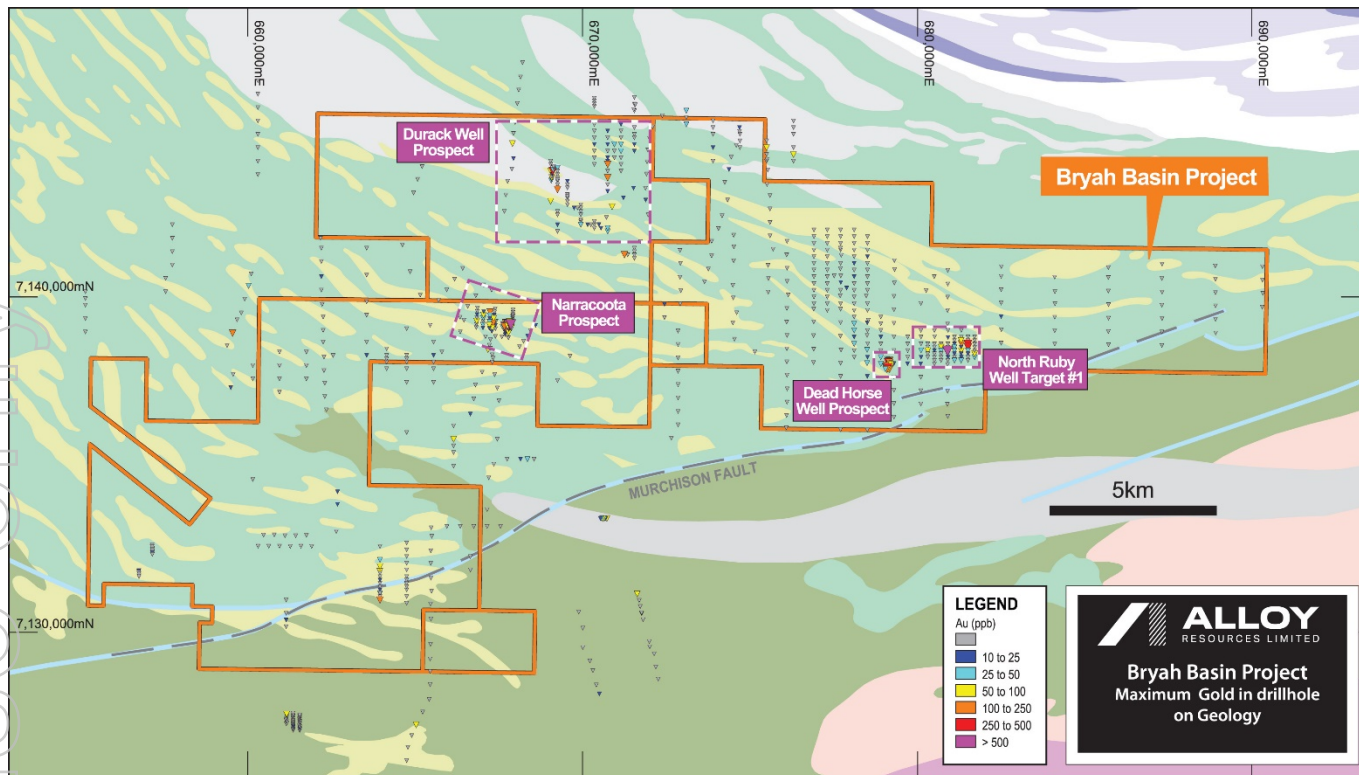 660,000mE
670,000mE
680,000mE
690,000mE
Durack Well
Prospect
Bryah Basin Project
7,140,000mN
Narracoota
Prospect
North Ruby
Well Target #1
Dead Horse
Well Prospect
MURCHISON FAULT
5km
7,130,000mN
LEGEND
Au (ppb)
10 to 25
25 to 50
50 to 100
100 to 250
250 to 500
> 500
ALLOY
RESOURCES LIMITED
Bryah Basin Project
Maximum Gold in drillhole
on Geology